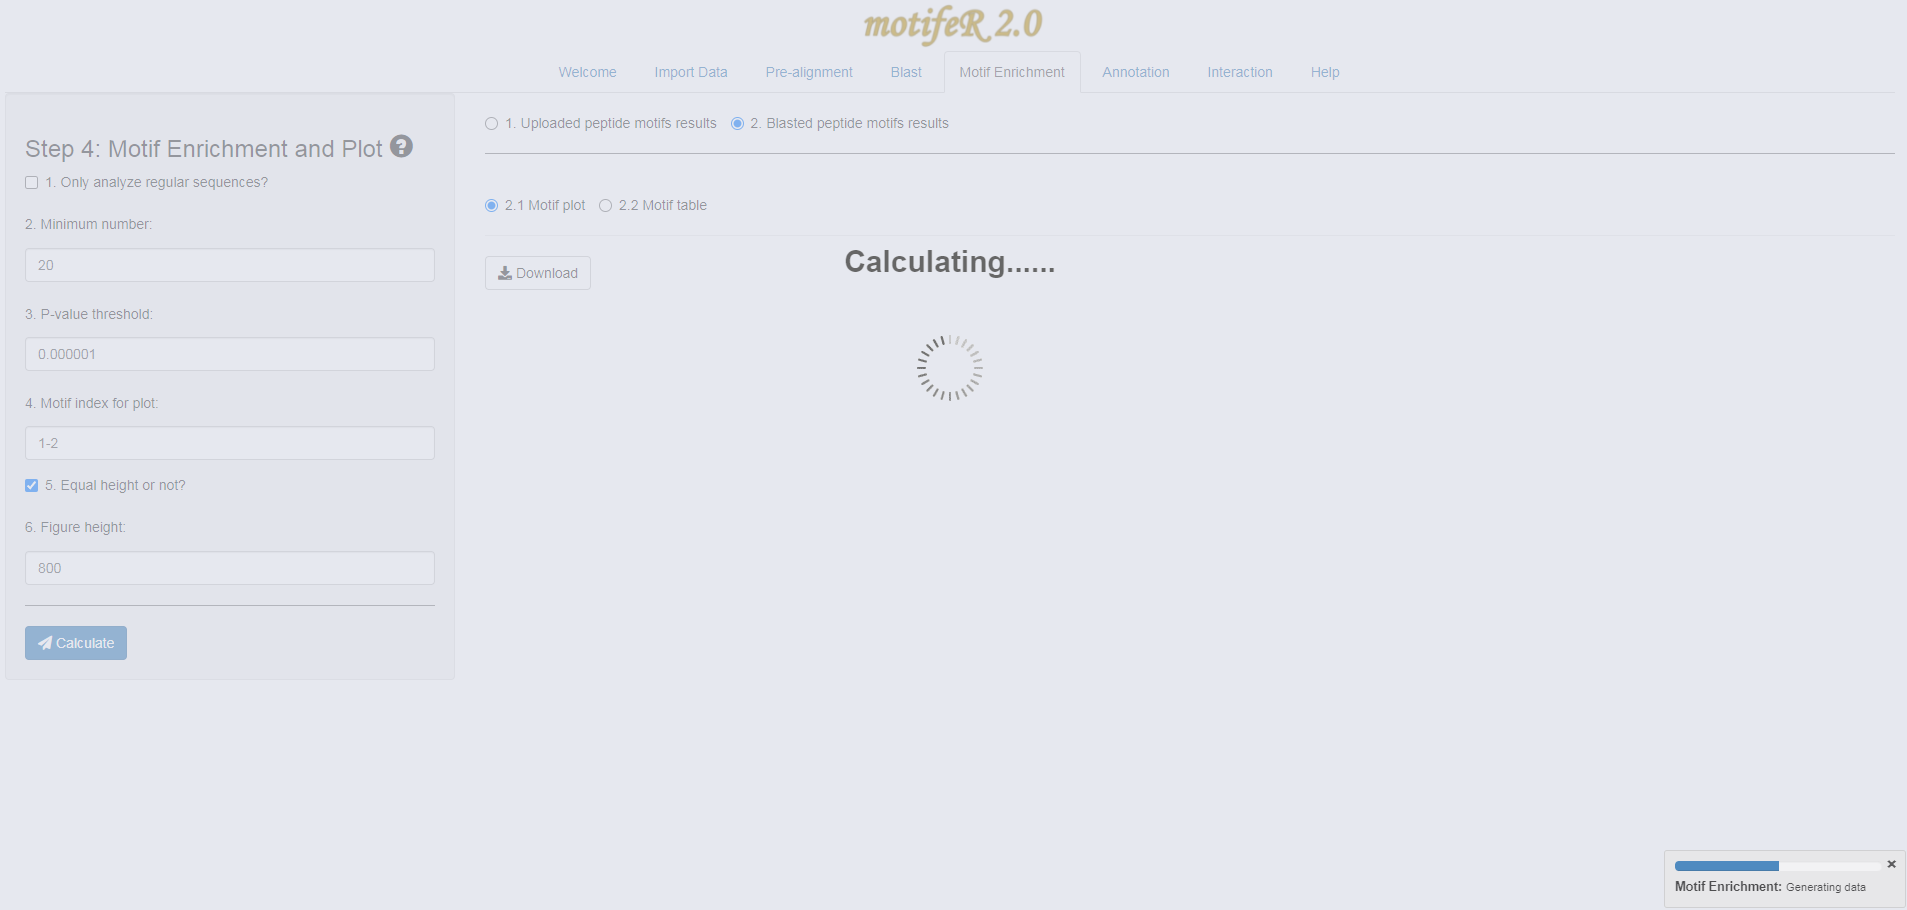 motifeR 2.0
Welcome Import Data Pre-alignment Blast Motif Enrichment Annotation Interaction Help
Step 4: Motif Enrichment and Plot ?
1. Only analyze regular sequences?
2. Minimum number:
20
3. P-value threshold:
0.000001
4. Motif index for plot:
1-2
5. Equal height or not?
6. Figure height:
800
Calculate
1. Uploaded peptide motifs results 2. Blasted peptide motifs results
2.1 Motif plot 2.2 Motif table
Download
Calculating......
Motif Enrichment: Generating data